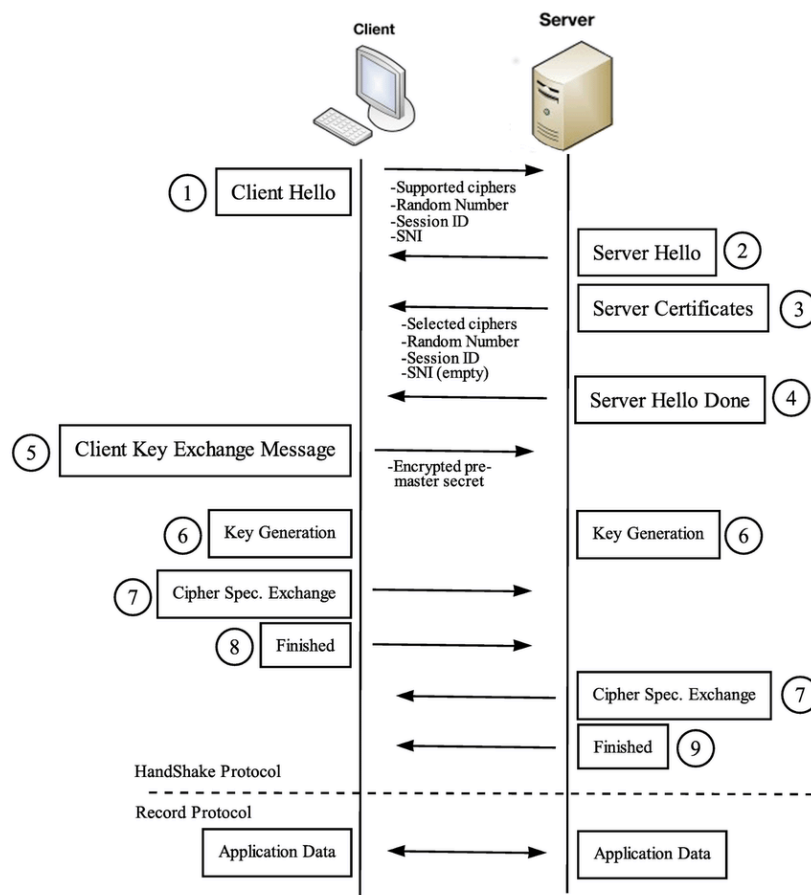 Client
Server
1
Client Hello
-Supported ciphers
-Random Number
-Session ID
-SNI
Server Hello
2
Server Certificates
3
-Selected ciphers
-Random Number
-Session ID
-SNI (empty)
Server Hello Done
4
5
Client Key Exchange Message
-Encrypted pre-
master secret
6
Key Generation
Key Generation
6
7
Cipher Spec. Exchange
8
Finished
Cipher Spec. Exchange
7
Finished
9
HandShake Protocol
Record Protocol
Application Data
Application Data